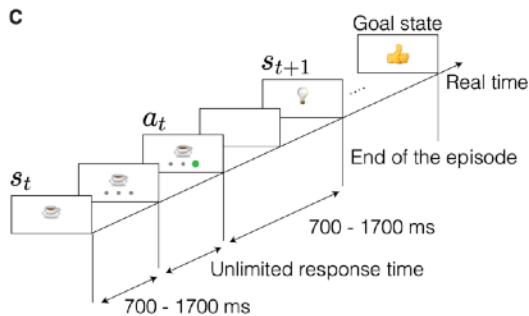 C
Goal state
s_{t+1}
Real time
a_t
End of the episode
s_t
700 - 1700 ms
Unlimited response time
700 - 1700 ms